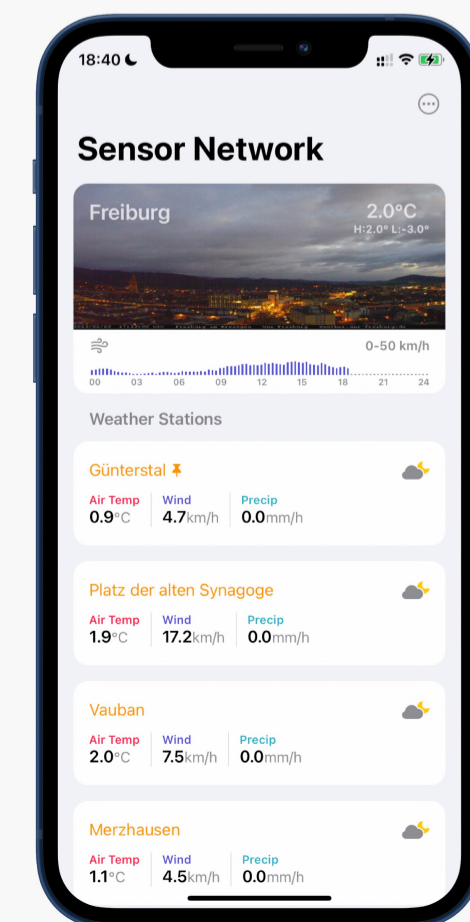 18:40
Sensor Network
Freiburg
2.0°C
H:2.0° L:-3.0°
0-50 km/h
00 03 06 09 12 15 18 21 24
Weather Stations
Günterstal
Air Temp Wind Precip
0.9°C 4.7km/h 0.0mm/h
Platz der alten Synagoge
Air Temp Wind Precip
1.9°C 17.2km/h 0.0mm/h
Vauban
Air Temp Wind Precip
2.0°C 7.5km/h 0.0mm/h
Merzhausen
Air Temp Wind Precip
1.1°C 4.5km/h 0.0mm/h